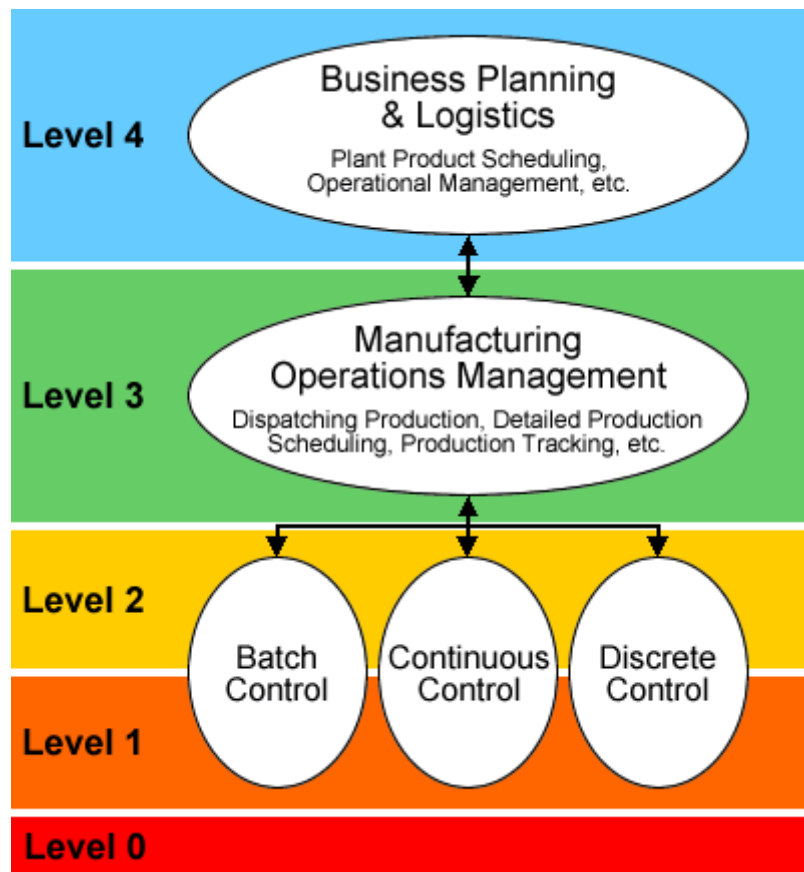 Level 4
Business Planning
& Logistics
Plant Product Scheduling,
Operational Management, etc.
Level 3
Manufacturing
Operations Management
Dispatching Production, Detailed Production
Scheduling, Production Tracking, etc.
Level 2
Batch
Control
Continuous
Control
Discrete
Control
Level 1
Level 0